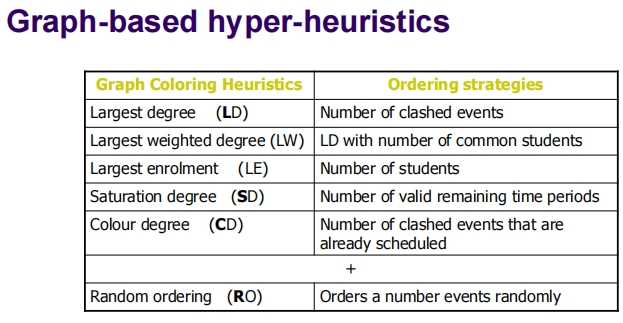 Graph-based hyper-heuristics
Graph Coloring Heuristics Ordering strategies
Largest degree (LD) Number of clashed events
Largest weighted degree (LW) LD with number of common students
Largest enrolment (LE) Number of students
Saturation degree (SD) Number of valid remaining time periods
Colour degree (CD) Number of clashed events that are
already scheduled
+
Random ordering (RO) Orders a number events randomly